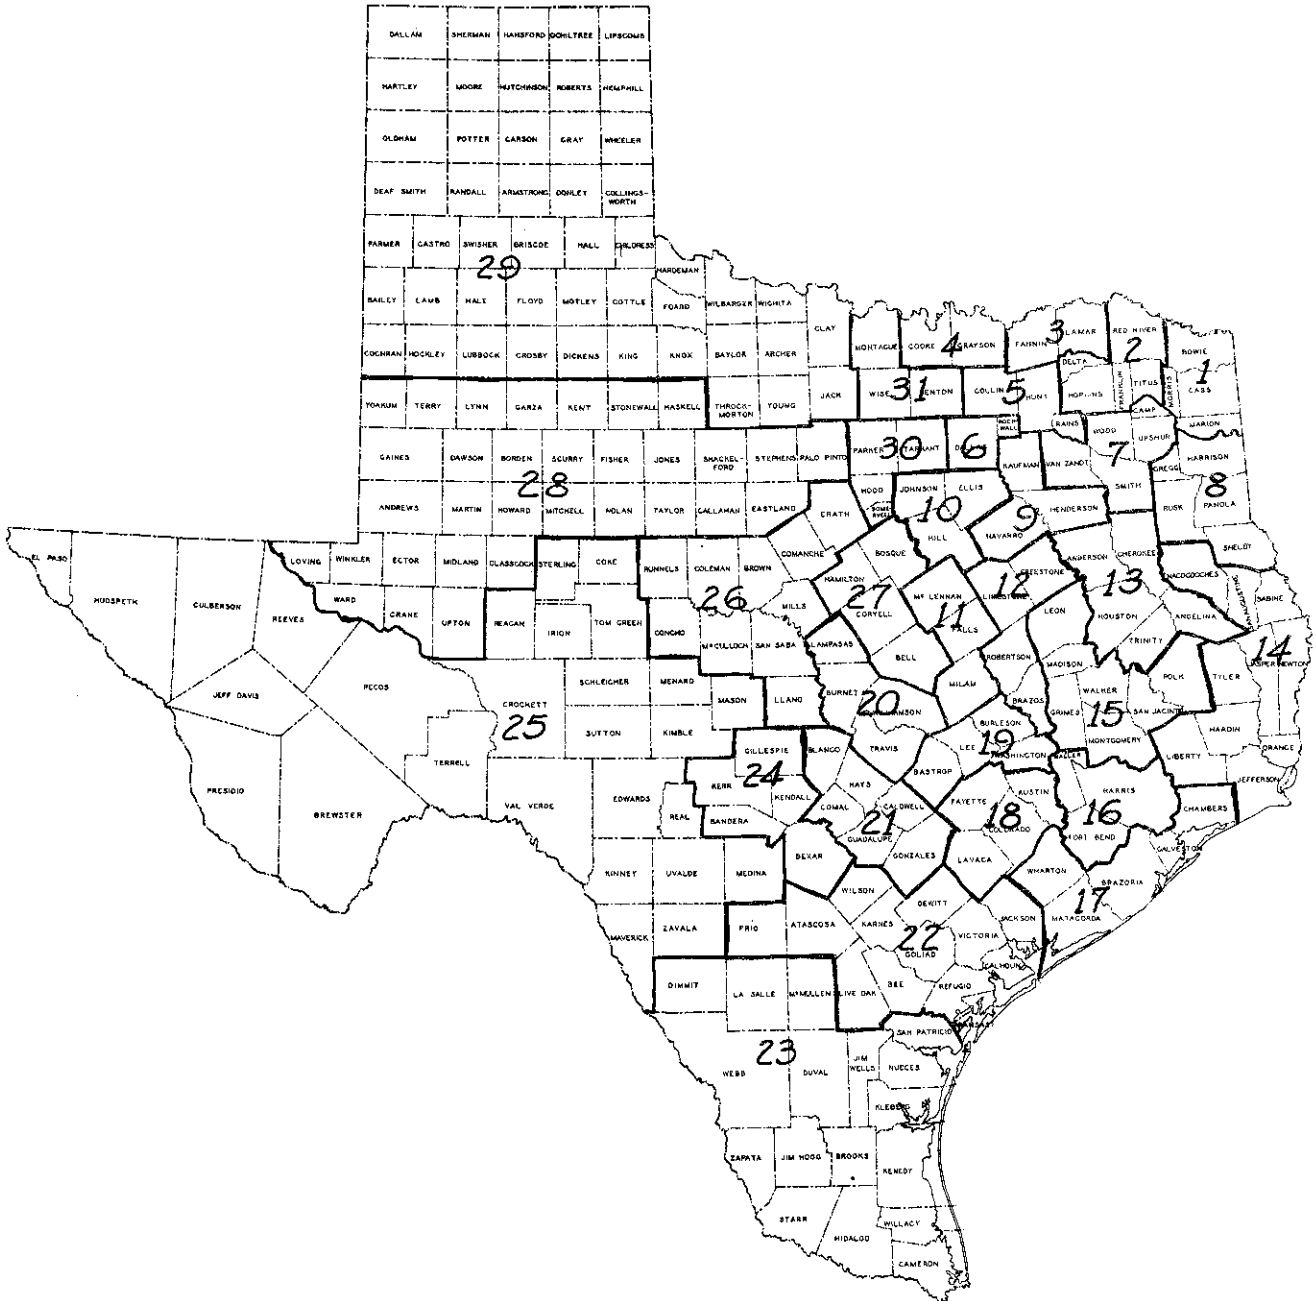 DALLAM SHERMAN HANSFORD OCHILTREE LIPSCOMB
HARTLEY MOORE HUTCHINSON ROBERTS HEMPHILL
OLDHAM POTTER CARSON GRAY WHEELER
DEAF SMITH RANDALL ARMSTRONG DONLEY COLLINGS-
WORTH
PARMER CASTRO SWISHER BRISCOE HALL CHILDRESS
29
HARDEMAN
BAILEY LAMB HALE FLOYD MOTLEY COTTLE FOARD WILBARGER WICHITA
CLAY MONTAGUE COOKE 4 GRAYSON FANNIN 3 LAMAR RED RIVER 2 BOWIE
COCHRAN HOCKLEY LUBBOCK CROSBY DICKENS KING KNOX BAYLOR ARCHER
DELTA 1
JACK WISE 31 DENTON COLLIN 5 HUNT HOPKINS FRANKLIN TITUS MORRIS CASS
YOAKUM TERRY LYNN GARZA KENT STONEWALL HASKELL THROCK-
MORTON YOUNG
CAMP MARION
ROCK-
WALL RAINS WOOD UPSHUR
GAINES DAWSON BORDEN SCURRY FISHER JONES SHACKEL-
FORD STEPHENS PALO PINTO PARKER 30 TARRANT 6 DALLAS KAUFMAN VAN ZANDT 7 GREGG HARRISON
28
ANDREWS MARTIN HOWARD MITCHELL NOLAN TAYLOR CALLAHAN EASTLAND
HOOD JOHNSON ELLIS SMITH 8 PANOLA
SOMER-
VELL 10 HENDERSON RUSK
ERATH HILL NAVARRO 9
EL PASO HUDSPETH CULBERSON REEVES LOVING WINKLER ECTOR MIDLAND GLASSCOCK STERLING COKE RUNNELS COLEMAN BROWN COMANCHE BOSQUE ANDERSON CHEROKEE SHELBY
WARD CRANE UPTON REAGAN IRION TOM GREEN CONCHO 26 MILLS HAMILTON 27 CORYELL McLENNAN 11 FALLS LIMESTONE 12 FREESTONE 13 NACOGDOCHES SAN AUGUSTINE SABINE
LEON HOUSTON ANGELINA
McCULLOCH SAN SABA LAMPASAS BELL ROBERTSON MADISON TRINITY 14
JEFF DAVIS PECOS CROCKETT SCHLEICHER MENARD MASON LLANO BURNET MILAM WALKER POLK TYLER JASPER NEWTON
25 SUTTON KIMBLE 20 WILLIAMSON BRAZOS GRIMES 15 SAN JACINTO
BURLESON MONTGOMERY HARDIN
TERRELL GILLESPIE BLANCO TRAVIS LEE 19 WASHINGTON WALLER LIBERTY ORANGE
24
PRESIDIO BREWSTER VAL VERDE EDWARDS KERR KENDALL HAYS BASTROP JEFFERSON
REAL BANDERA COMAL CALDWELL FAYETTE AUSTIN HARRIS CHAMBERS
21 GUADALUPE 18 COLORADO 16 FORT BEND
KINNEY UVALDE MEDINA BEXAR GONZALES LAVACA WHARTON GALVESTON
WILSON BRAZORIA
DEWITT 17
MAVERICK ZAVALA FRIO ATASCOSA KARNES JACKSON MATAGORDA
22 VICTORIA
GOLIAD CALHOUN
DIMMIT LA SALLE McMULLEN LIVE OAK BEE REFUGIO
ARANSAS
SAN PATRICIO
23
WEBB DUVAL JIM
WELLS NUECES
KLEBERG
ZAPATA JIM HOGG BROOKS KENEDY
STARR HIDALGO WILLACY
CAMERON